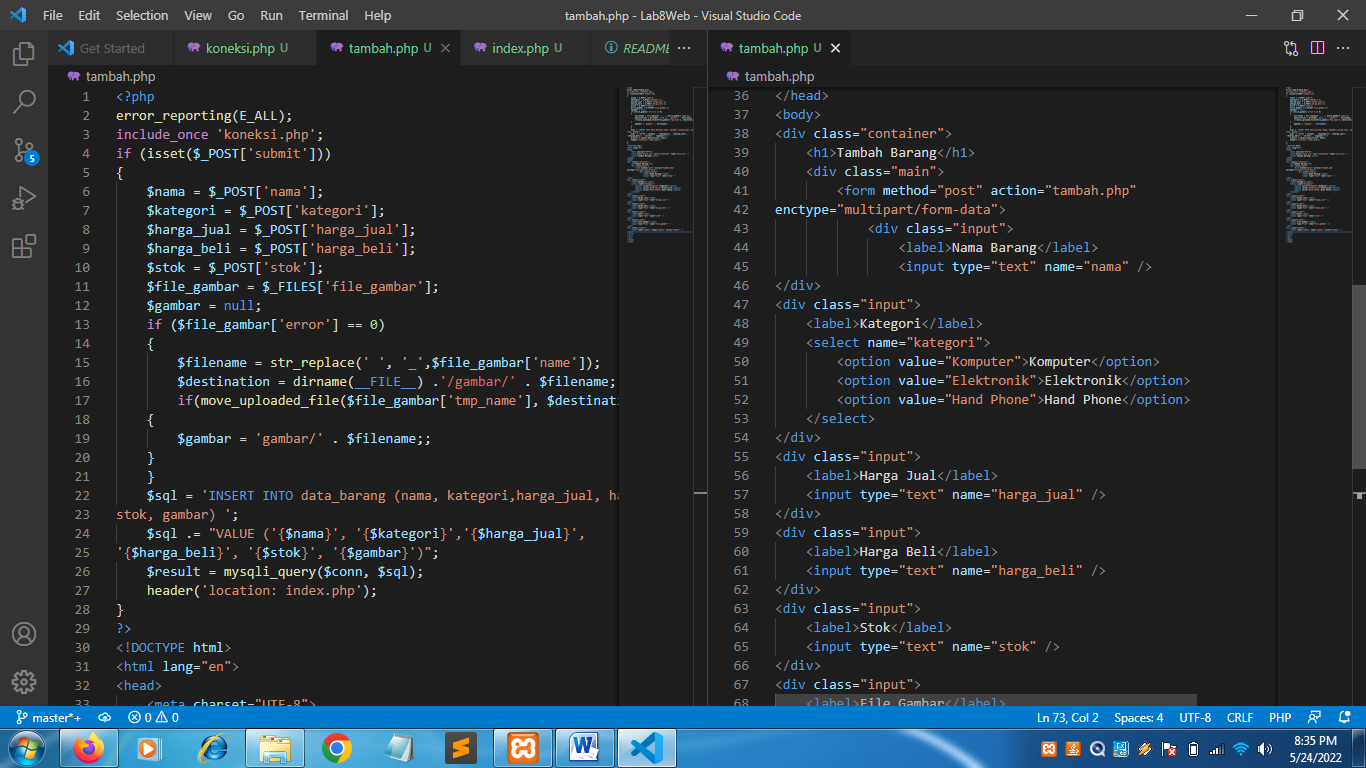 File Edit Selection View Go Run Terminal Help
tambah.php - Lab8Web - Visual Studio Code
Get Started
koneksi.php U
tambah.php U
index.php U
README
tambah.php
1 <?php
2 error_reporting(E_ALL);
3 include_once 'koneksi.php';
4 if (isset($_POST['submit']))
5 {
6 $nama = $_POST['nama'];
7 $kategori = $_POST['kategori'];
8 $harga_jual = $_POST['harga_jual'];
9 $harga_beli = $_POST['harga_beli'];
10 $stok = $_POST['stok'];
11 $file_gambar = $_FILES['file_gambar'];
12 $gambar = null;
13 if ($file_gambar['error'] == 0)
14 {
15 $filename = str_replace(' ', '_',$file_gambar['name']);
16 $destination = dirname(__FILE__) .'/gambar/' . $filename;
17 if(move_uploaded_file($file_gambar['tmp_name'], $destinati
18 {
19 $gambar = 'gambar/' . $filename;;
20 }
21 }
22 $sql = 'INSERT INTO data_barang (nama, kategori,harga_jual, ha
23 stok, gambar) ';
24 $sql .= "VALUE ('{$nama}', '{$kategori}','{$harga_jual}',
25 '{$harga_beli}', '{$stok}', '{$gambar}')";
26 $result = mysqli_query($conn, $sql);
27 header('location: index.php');
28 }
29 ?>
30 <!DOCTYPE html>
31 <html lang="en">
32 <head>
33 <meta charset="UTF-8">
tambah.php U
tambah.php
36 </head>
37 <body>
38 <div class="container">
39 <h1>Tambah Barang</h1>
40 <div class="main">
41 <form method="post" action="tambah.php"
42 enctype="multipart/form-data">
43 <div class="input">
44 <label>Nama Barang</label>
45 <input type="text" name="nama" />
46 </div>
47 <div class="input">
48 <label>Kategori</label>
49 <select name="kategori">
50 <option value="Komputer">Komputer</option>
51 <option value="Elektronik">Elektronik</option>
52 <option value="Hand Phone">Hand Phone</option>
53 </select>
54 </div>
55 <div class="input">
56 <label>Harga Jual</label>
57 <input type="text" name="harga_jual" />
58 </div>
59 <div class="input">
60 <label>Harga Beli</label>
61 <input type="text" name="harga_beli" />
62 </div>
63 <div class="input">
64 <label>Stok</label>
65 <input type="text" name="stok" />
66 </div>
67 <div class="input">
68 <label>File Gambar</label>
5
master*+ 0 0
Ln 73, Col 2 Spaces: 4 UTF-8 CRLF PHP
8:35 PM
5/24/2022